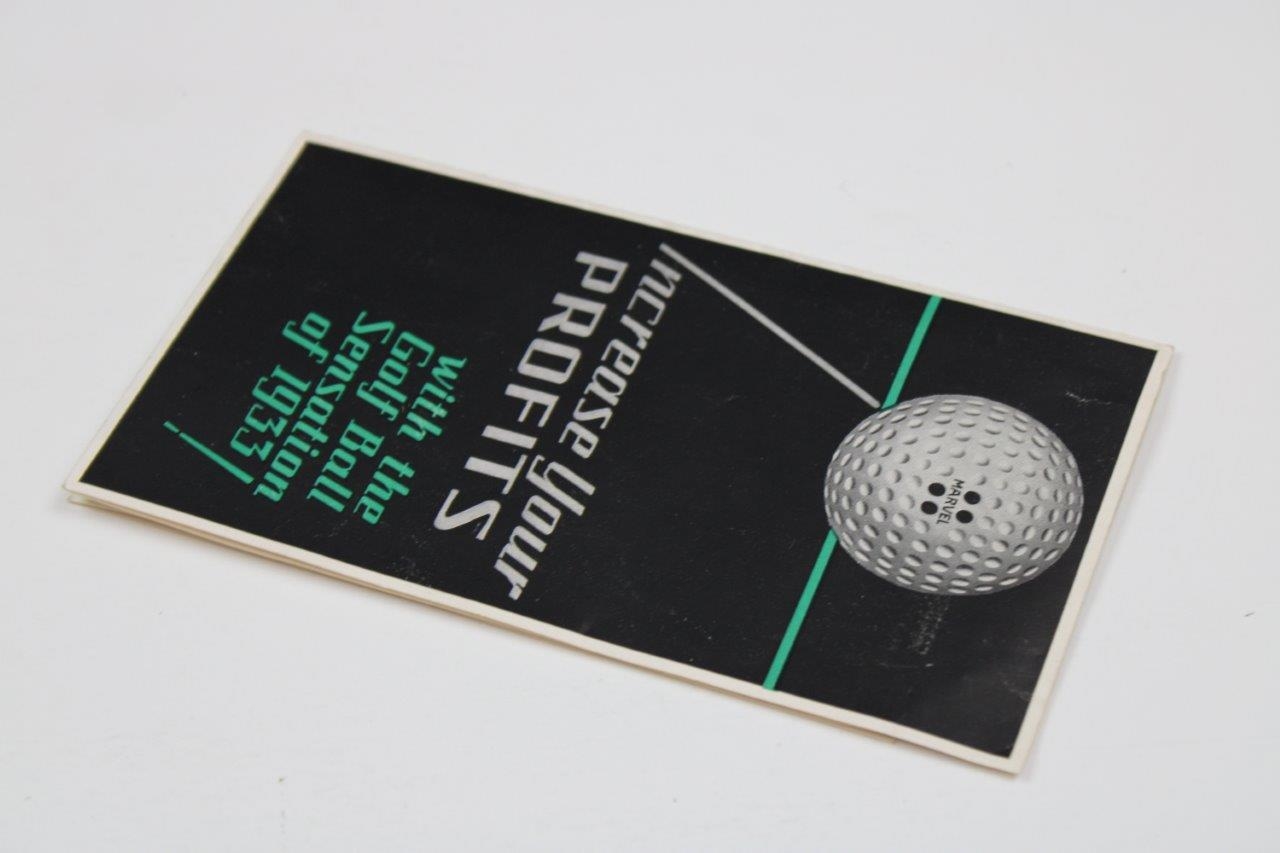 MARVEL
Increase Your
PROFITS
with the
Golf Ball
Sensation
of 1933!